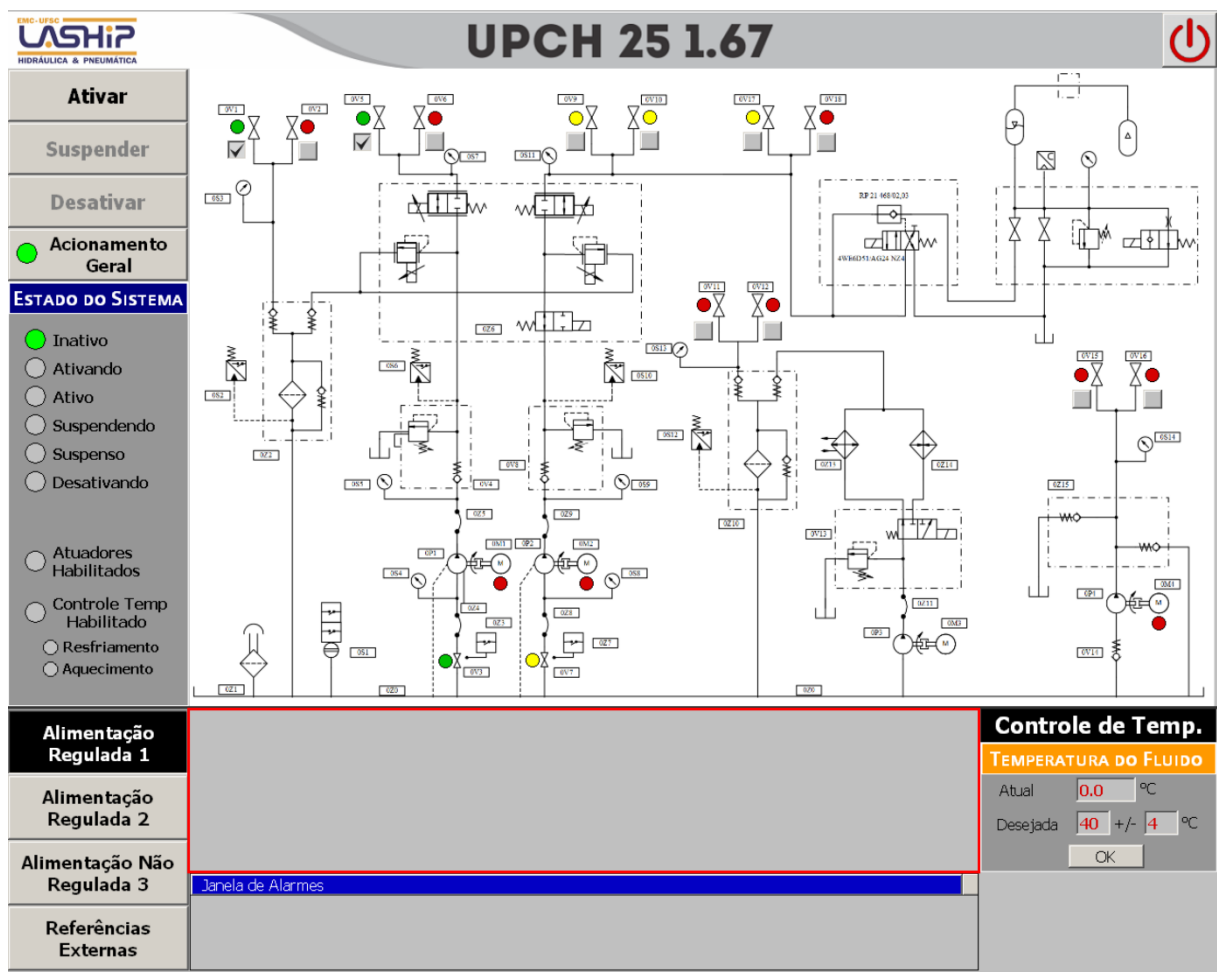 EMC-UFSC
LASHIP
HIDRÁULICA & PNEUMÁTICA
UPCH 25 1.67
Ativar
Suspender
Desativar
Acionamento
Geral
ESTADO DO SISTEMA
Inativo
Ativando
Ativo
Suspendendo
Suspenso
Desativando
Atuadores
Habilitados
Controle Temp
Habilitado
Resfriamento
Aquecimento
0V1
0V2
0V5
0V6
0V9
0V10
0V17
0V18
0S7
0S11
0S3
RP 21 468/02,03
4WE6D51/AG24 NZ4
0V11
0V12
0Z6
0S13
0S6
0S10
0V15
0V16
0S2
0S12
0S14
0Z2
0V8
0Z13
0Z14
0S5
0V4
0S9
0Z15
0Z5
0Z9
0Z10
0V13
0P1
0M1
0P2
0M2
M
M
0S4
0S8
0M4
0P4
M
0Z4
0Z8
0Z11
0Z3
0Z7
0P3
0M3
M
0S1
0V3
0V7
0V14
0Z1
0Z0
0Z0
Alimentação
Regulada 1
Alimentação
Regulada 2
Alimentação Não
Regulada 3
Referências
Externas
Janela de Alarmes
Controle de Temp.
TEMPERATURA DO FLUIDO
Atual 0.0 ºC
Desejada 40 +/- 4 ºC
OK